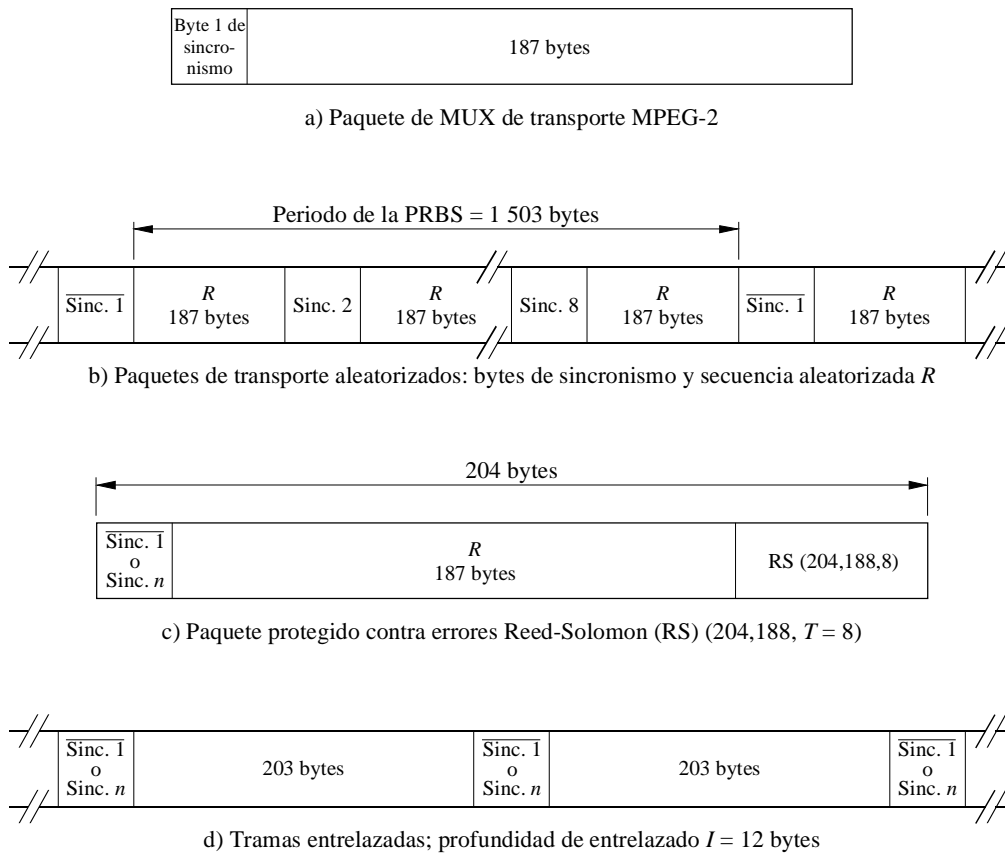 Byte 1 de
sincro-
nismo
187 bytes
a) Paquete de MUX de transporte MPEG-2
Periodo de la PRBS = 1 503 bytes
Sinc. 1
R
187 bytes
Sinc. 2
R
187 bytes
Sinc. 8
R
187 bytes
Sinc. 1
R
187 bytes
b) Paquetes de transporte aleatorizados: bytes de sincronismo y secuencia aleatorizada R
204 bytes
Sinc. 1
o
Sinc. n
R
187 bytes
RS (204,188,8)
c) Paquete protegido contra errores Reed-Solomon (RS) (204,188, T = 8)
Sinc. 1
o
Sinc. n
203 bytes
Sinc. 1
o
Sinc. n
203 bytes
Sinc. 1
o
Sinc. n
d) Tramas entrelazadas; profundidad de entrelazado I = 12 bytes